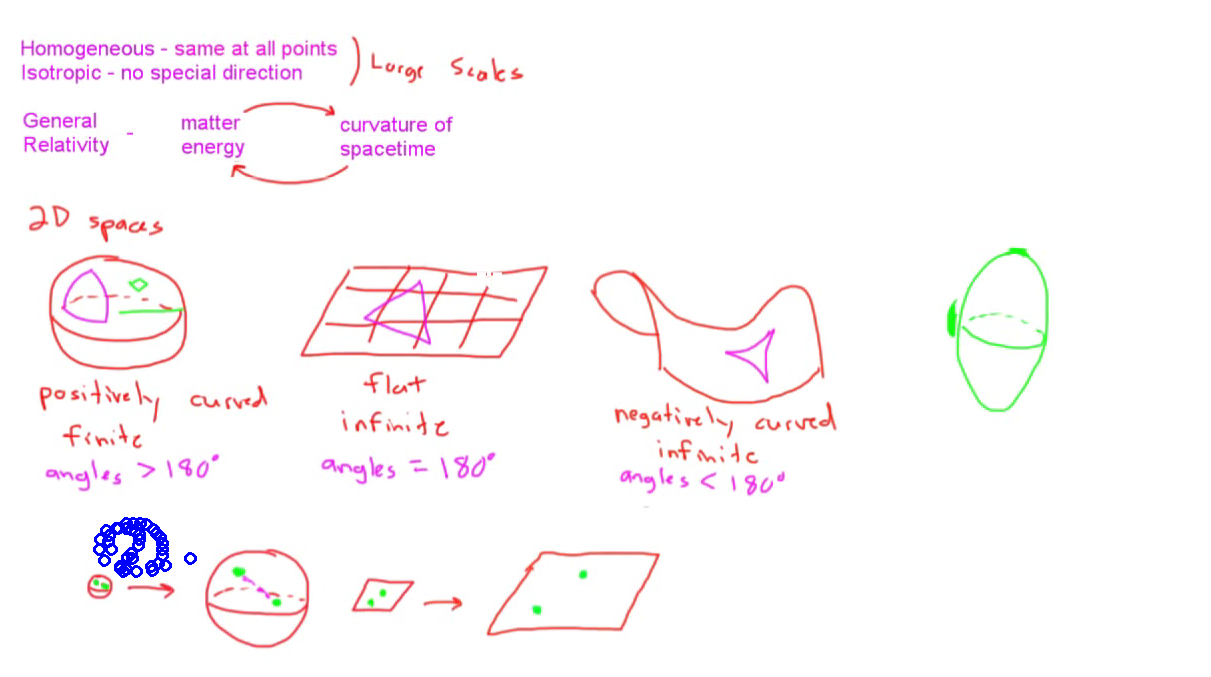 Homogeneous - same at all points
Isotropic - no special direction
Large Scales
General Relativity -
matter energy
curvature of spacetime
2D spaces
positively curved
finite
angles > 180°
flat
infinite
angles = 180°
negatively curved
infinite
angles < 180°